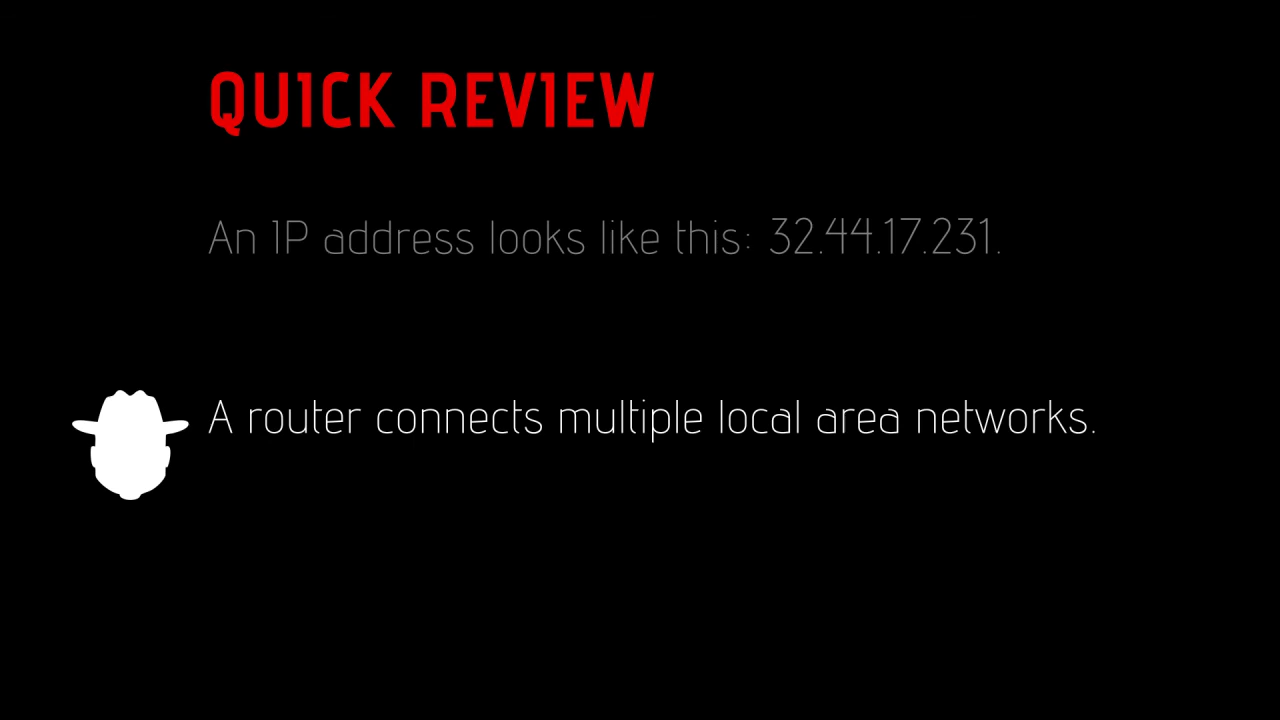 QUICK REVIEW
An IP address looks like this: 32.44.17.231.
A router connects multiple local area networks.